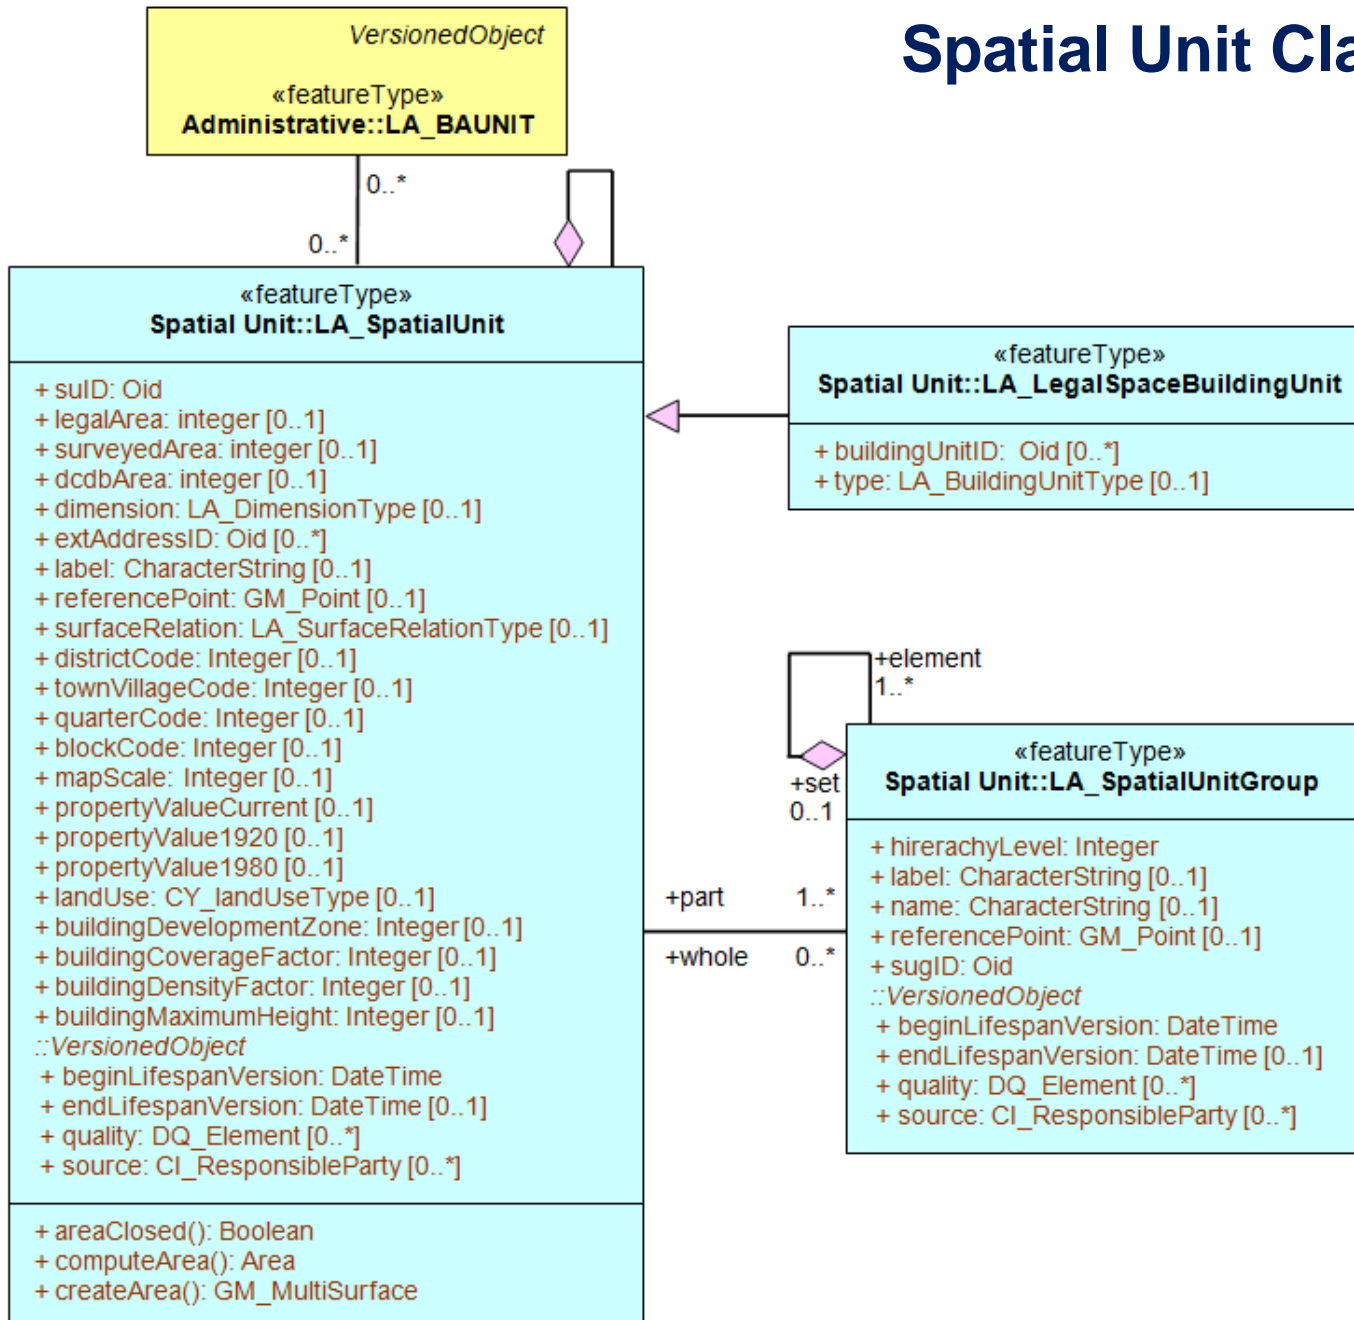 Spatial Unit Cla
VersionedObject
«featureType»
Administrative::LA_BAUNIT
0..*
0..*
«featureType»
Spatial Unit::LA_SpatialUnit
+ suID: Oid
+ legalArea: integer [0..1]
+ surveyedArea: integer [0..1]
+ dcdbArea: integer [0..1]
+ dimension: LA_DimensionType [0..1]
+ extAddressID: Oid [0..*]
+ label: CharacterString [0..1]
+ referencePoint: GM_Point [0..1]
+ surfaceRelation: LA_SurfaceRelationType [0..1]
+ districtCode: Integer [0..1]
+ townVillageCode: Integer [0..1]
+ quarterCode: Integer [0..1]
+ blockCode: Integer [0..1]
+ mapScale: Integer [0..1]
+ propertyValueCurrent [0..1]
+ propertyValue1920 [0..1]
+ propertyValue1980 [0..1]
+ landUse: CY_landUseType [0..1]
+ buildingDevelopmentZone: Integer [0..1]
+ buildingCoverageFactor: Integer [0..1]
+ buildingDensityFactor: Integer [0..1]
+ buildingMaximumHeight: Integer [0..1]
::VersionedObject
+ beginLifespanVersion: DateTime
+ endLifespanVersion: DateTime [0..1]
+ quality: DQ_Element [0..*]
+ source: CI_ResponsibleParty [0..*]
+ areaClosed(): Boolean
+ computeArea(): Area
+ createArea(): GM_MultiSurface
«featureType»
Spatial Unit::LA_LegalSpaceBuildingUnit
+ buildingUnitID: Oid [0..*]
+ type: LA_BuildingUnitType [0..1]
+element
1..*
+set
0..1
+part 1..*
+whole 0..*
«featureType»
Spatial Unit::LA_SpatialUnitGroup
+ hirerachyLevel: Integer
+ label: CharacterString [0..1]
+ name: CharacterString [0..1]
+ referencePoint: GM_Point [0..1]
+ sugID: Oid
::VersionedObject
+ beginLifespanVersion: DateTime
+ endLifespanVersion: DateTime [0..1]
+ quality: DQ_Element [0..*]
+ source: CI_ResponsibleParty [0..*]